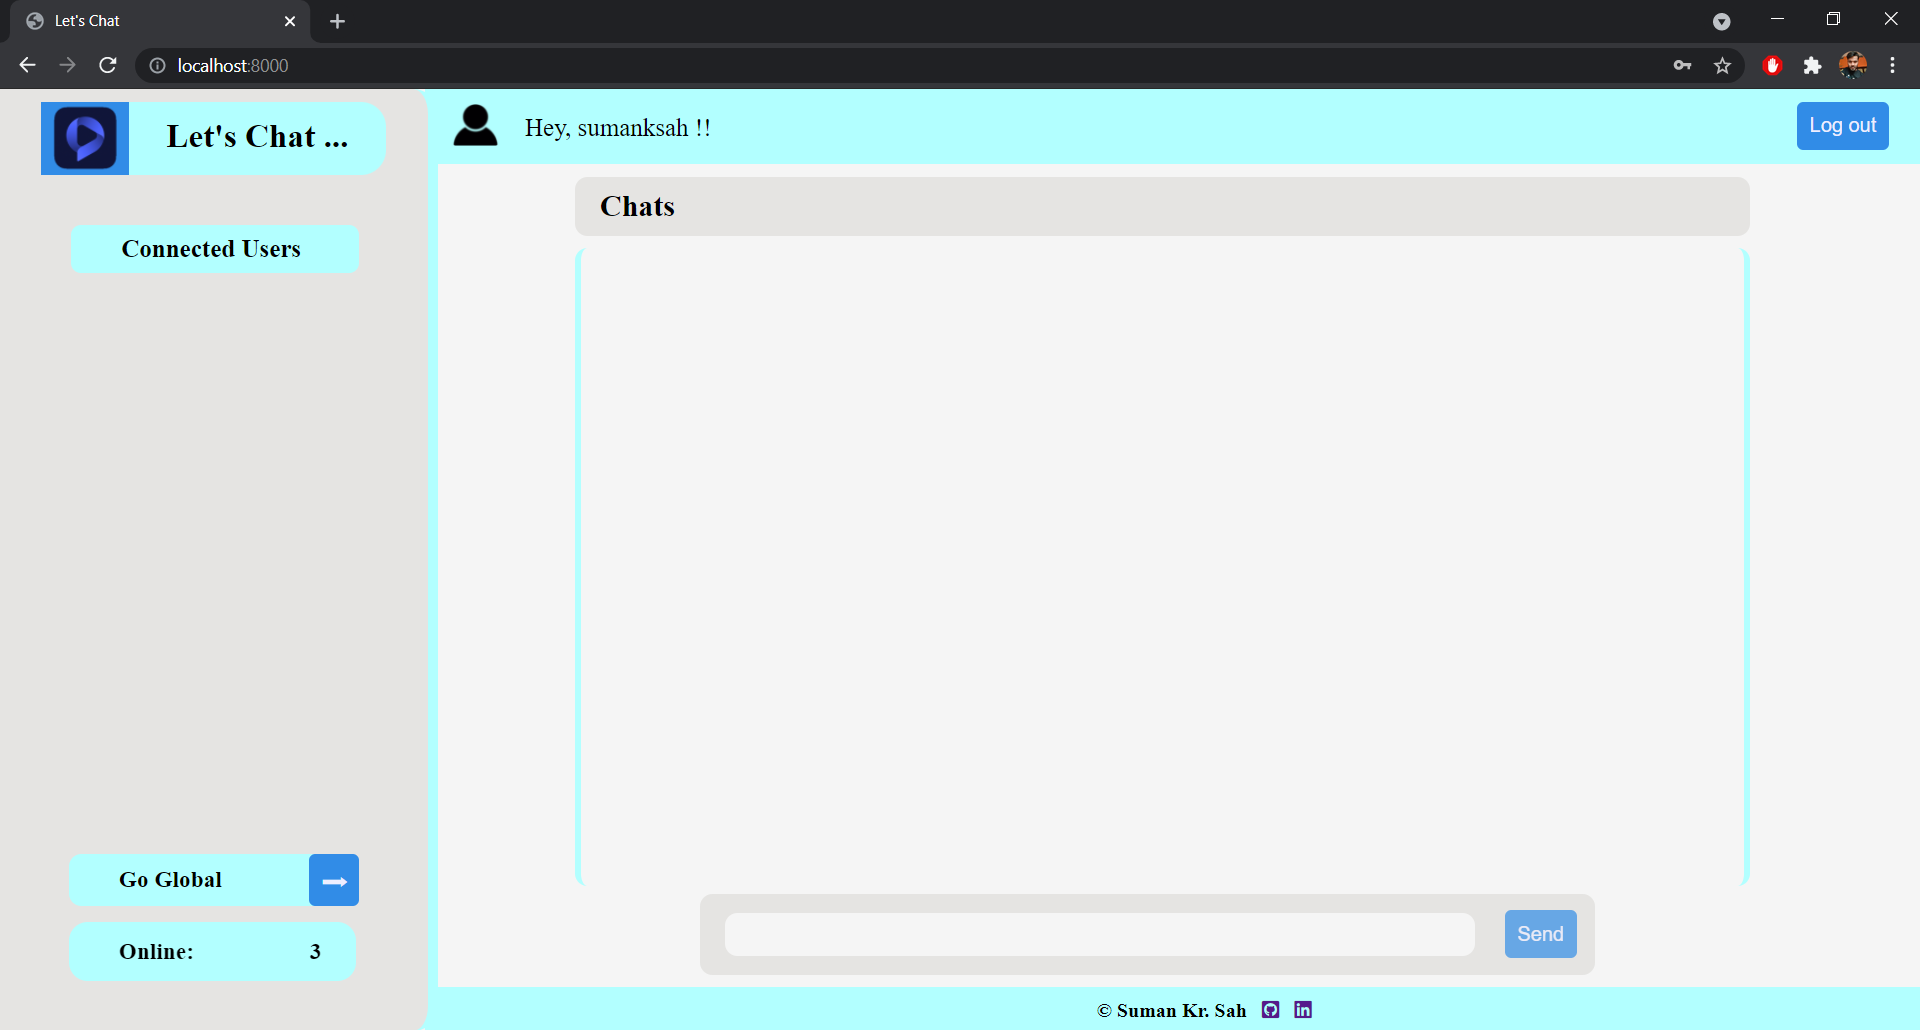 Let's Chat
localhost:8000
Let's Chat ...
Hey, sumanksah !!
Log out
Connected Users
Chats
Go Global
Online: 3
Send
© Suman Kr. Sah